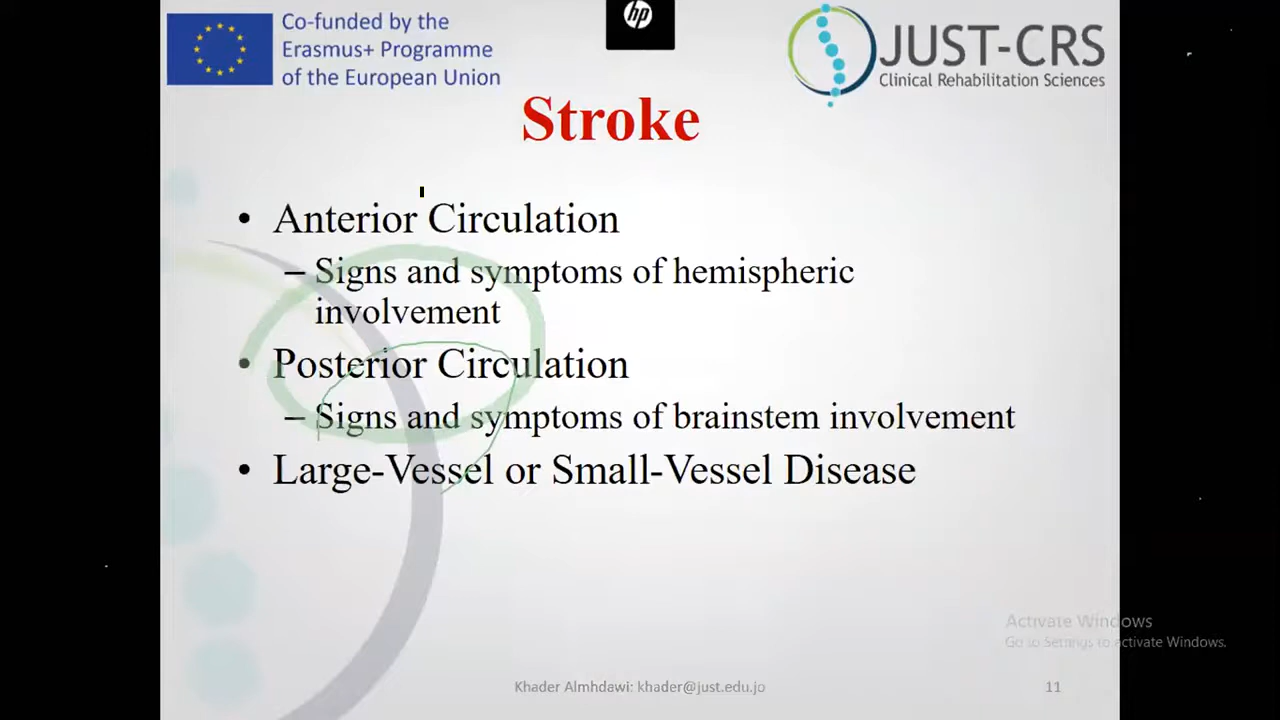 Co-funded by the
Erasmus+ Programme
of the European Union
hp
JUST-CRS
Clinical Rehabilitation Sciences
Stroke
• Anterior Circulation
– Signs and symptoms of hemispheric
involvement
• Posterior Circulation
– Signs and symptoms of brainstem involvement
• Large-Vessel or Small-Vessel Disease
Activate Windows
Go to Settings to activate Windows.
Khader Almhdawi: khader@just.edu.jo
11